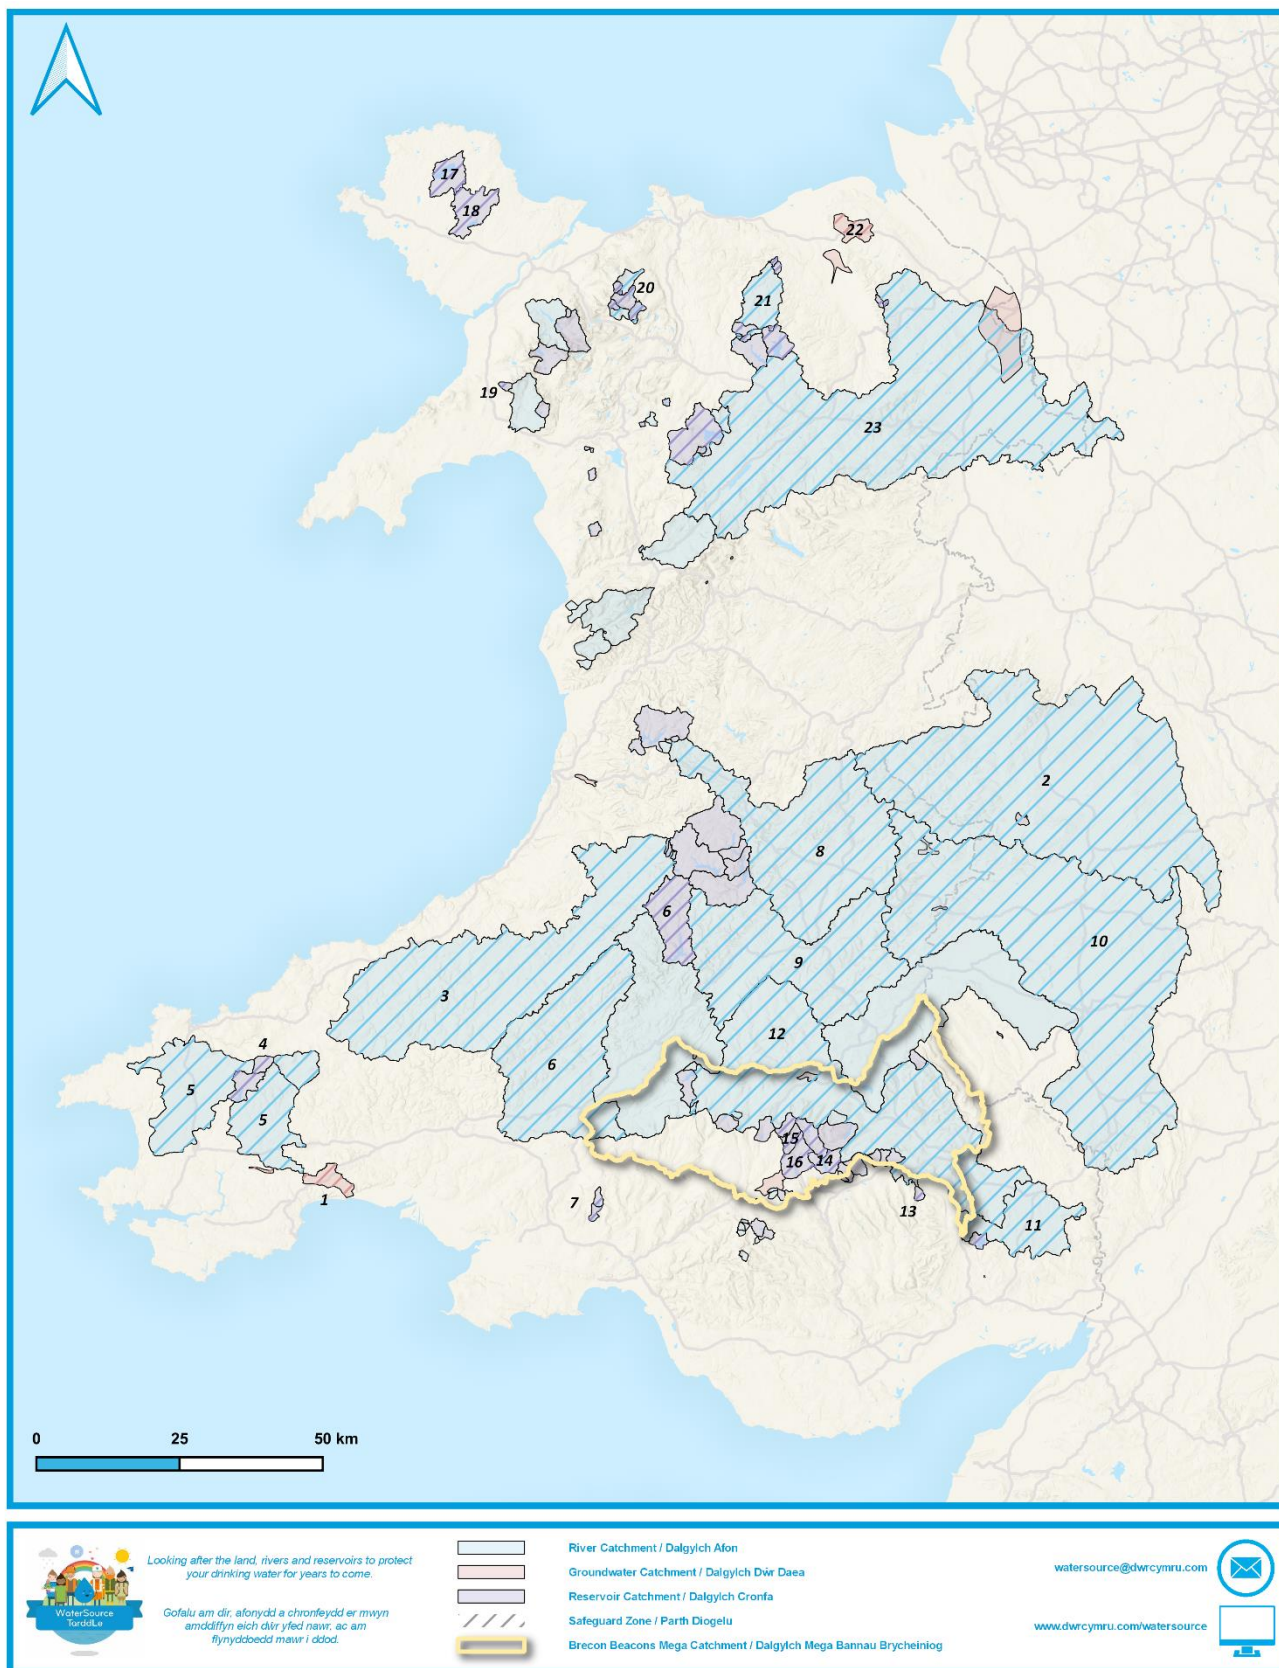 17
18
22
20
21
19
23
2
8
6
10
9
3
12
4
5
6
5
15
16
14
1
7
13
11
0 25 50 km
Looking after the land, rivers and reservoirs to protect
your drinking water for years to come.
Gofalu am dir, afonydd a chronfeydd er mwyn
amddiffyn eich dŵr yfed nawr, ac am
flynyddoedd mawr i ddod.
WaterSource
TarddLe
River Catchment / Dalgylch Afon
Groundwater Catchment / Dalgylch Dŵr Daea
Reservoir Catchment / Dalgylch Cronfa
Safeguard Zone / Parth Diogelu
Brecon Beacons Mega Catchment / Dalgylch Mega Bannau Brycheiniog
watersource@dwrcymru.com
www.dwrcymru.com/watersource